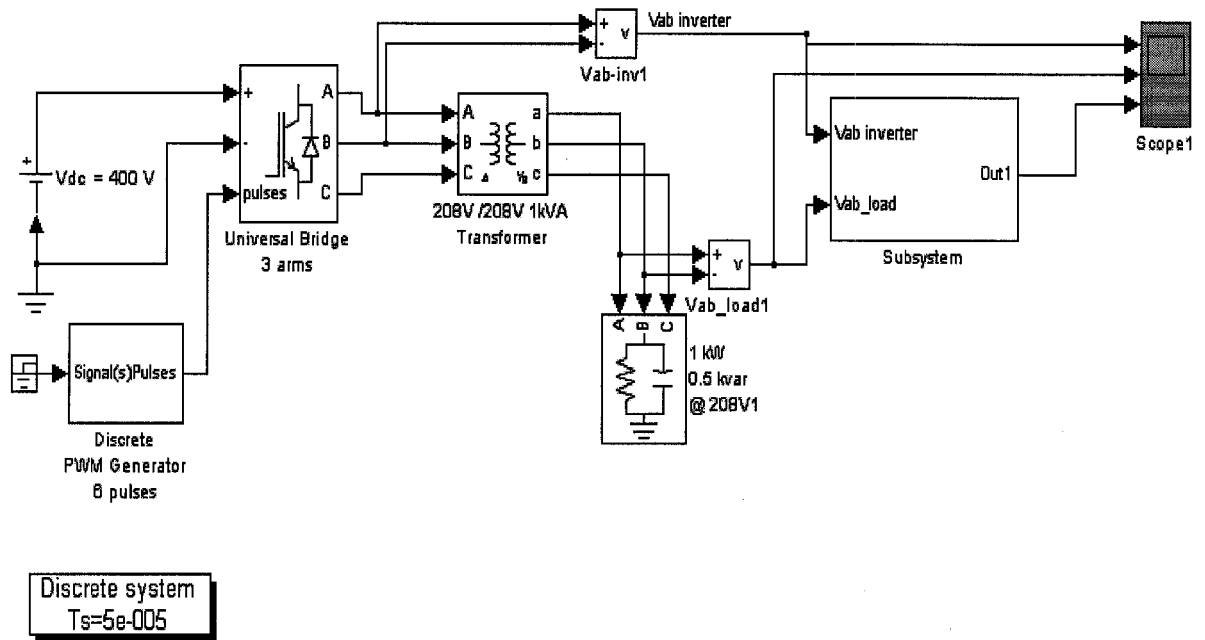 Vab inverter
+
-
v
Vab-inv1
Scope1
+
-
pulses
A
B
C
Universal Bridge
3 arms
+
Vdc = 400 V
A
B
C
a
b
c
208V /208V 1kVA
Transformer
Vab inverter
Vab_load
Out1
Subsystem
+
-
v
Vab_load1
A
B
C
1 kW
0.5 kvar
@ 208V1
Signal(s)Pulses
Discrete
PWM Generator
6 pulses
Discrete system
Ts=5e-005